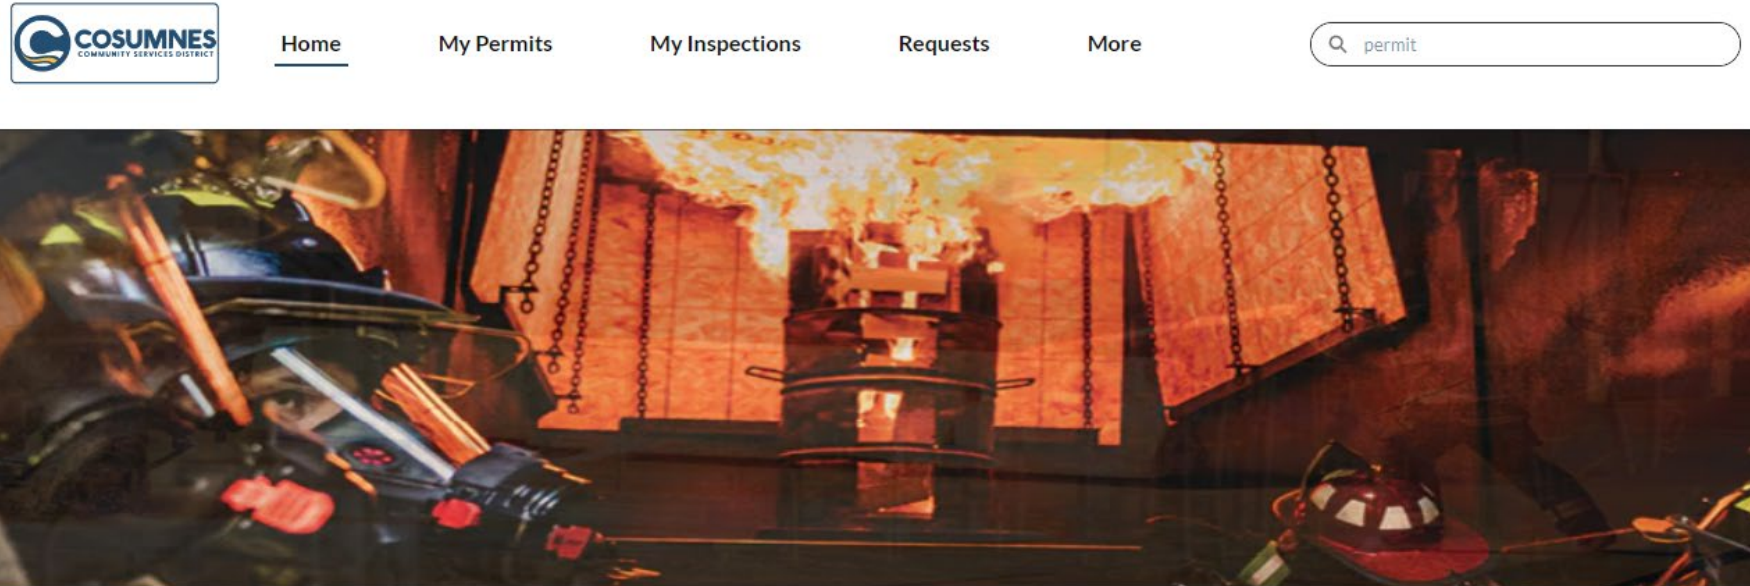 COSUMNES
COMMUNITY SERVICES DISTRICT
Home
My Permits
My Inspections
Requests
More
permit